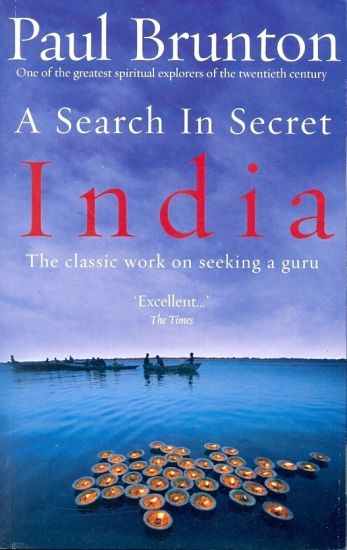 Paul Brunton
One of the greatest spiritual explorers of the twentieth century
A Search In Secret
India
The classic work on seeking a guru
‘Excellent...’
The Times